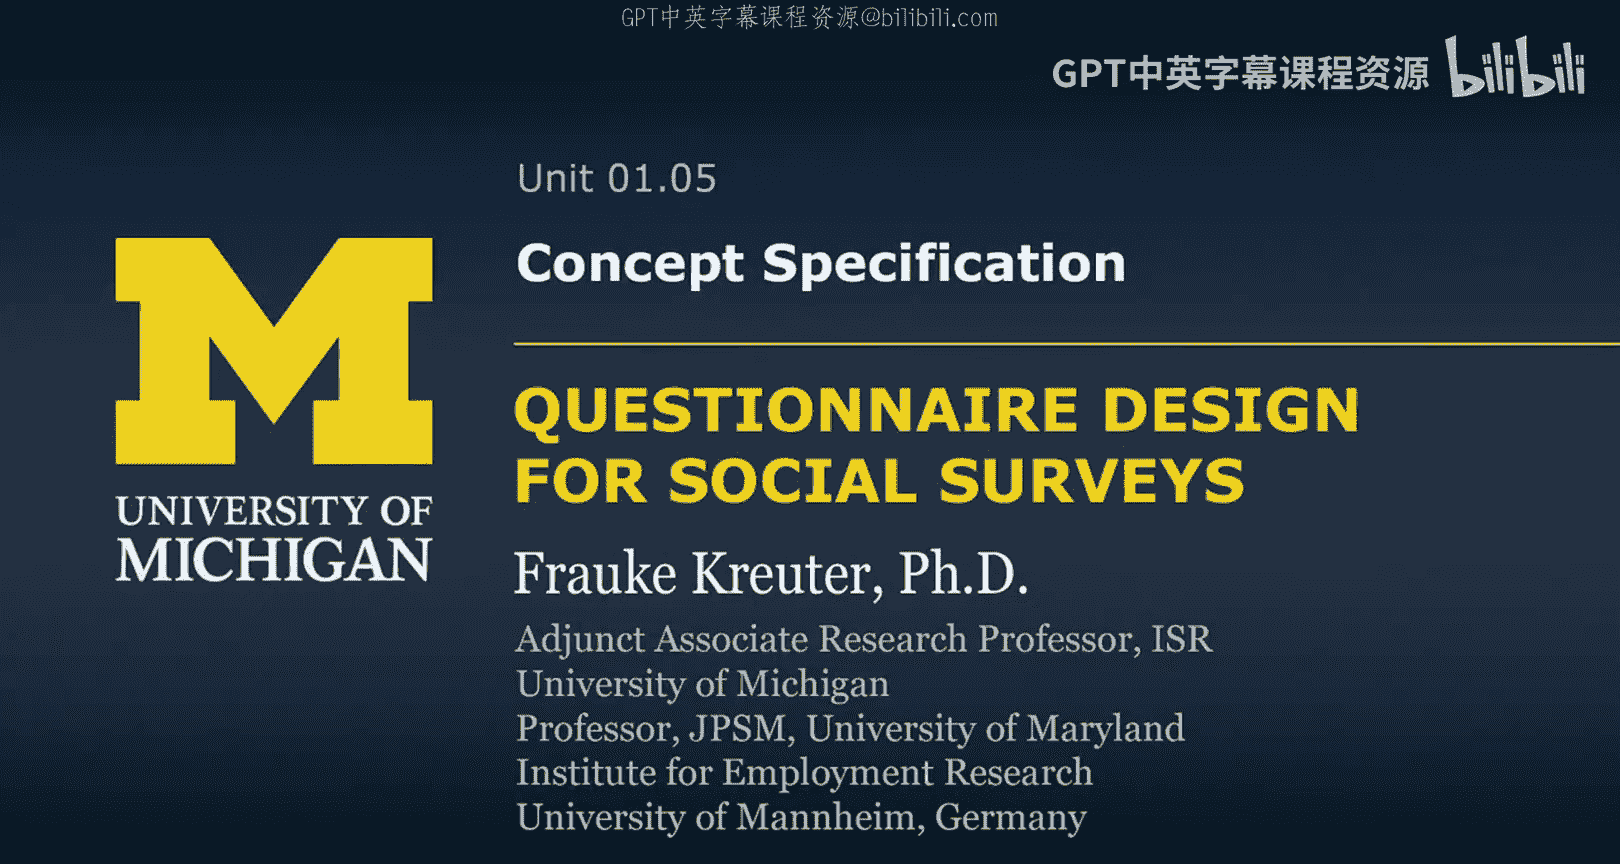 GPT中英字幕课程资源@bilibili.com
GPT中英字幕课程资源 bilibili
Unit 01.05
Concept Specification
QUESTIONNAIRE DESIGN
FOR SOCIAL SURVEYS
M
UNIVERSITY OF
MICHIGAN
Frauke Kreuter, Ph.D.
Adjunct Associate Research Professor, ISR
University of Michigan
Professor, JPSM, University of Maryland
Institute for Employment Research
University of Mannheim, Germany